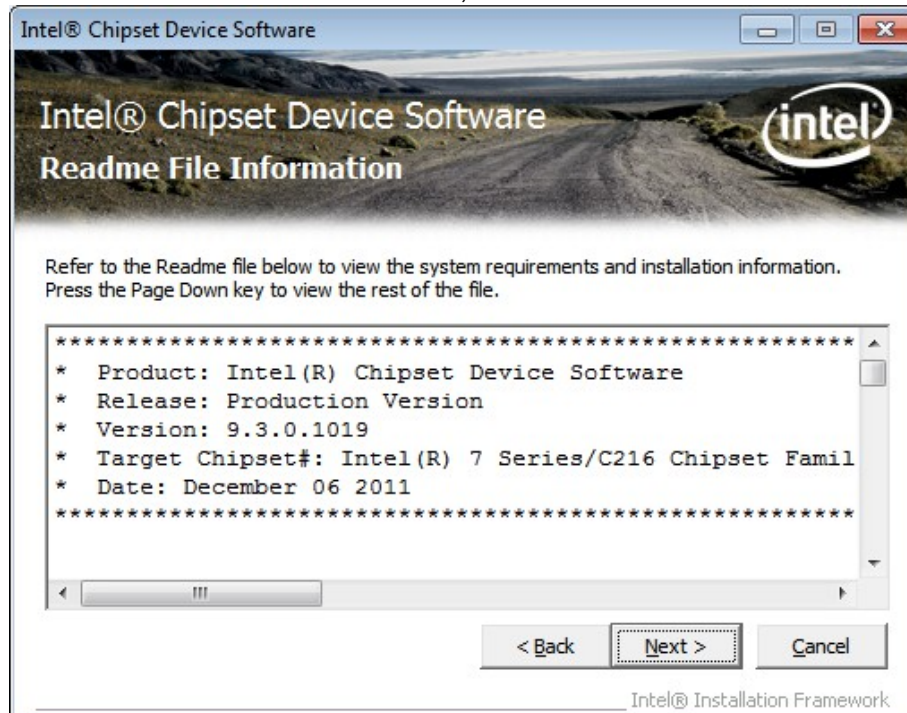 Intel® Chipset Device Software
Intel® Chipset Device Software
intel
Readme File Information
Refer to the Readme file below to view the system requirements and installation information.
Press the Page Down key to view the rest of the file.
************************************************************
* Product: Intel(R) Chipset Device Software
* Release: Production Version
* Version: 9.3.0.1019
* Target Chipset#: Intel(R) 7 Series/C216 Chipset Famil
* Date: December 06 2011
************************************************************
< Back Next > Cancel
Intel® Installation Framework